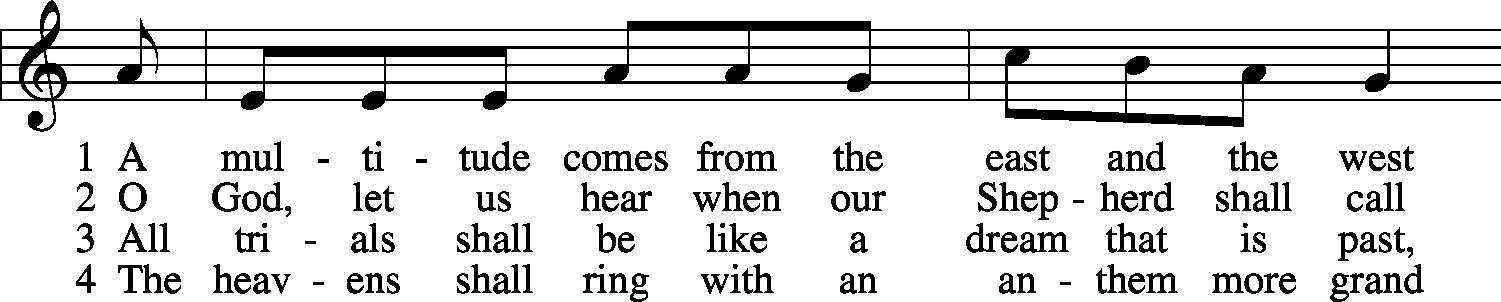 1 A mul - ti - tude comes from the east and the west
2 O God, let us hear when our Shep - herd shall call
3 All tri - als shall be like a dream that is past,
4 The heav - ens shall ring with an an - them more grand